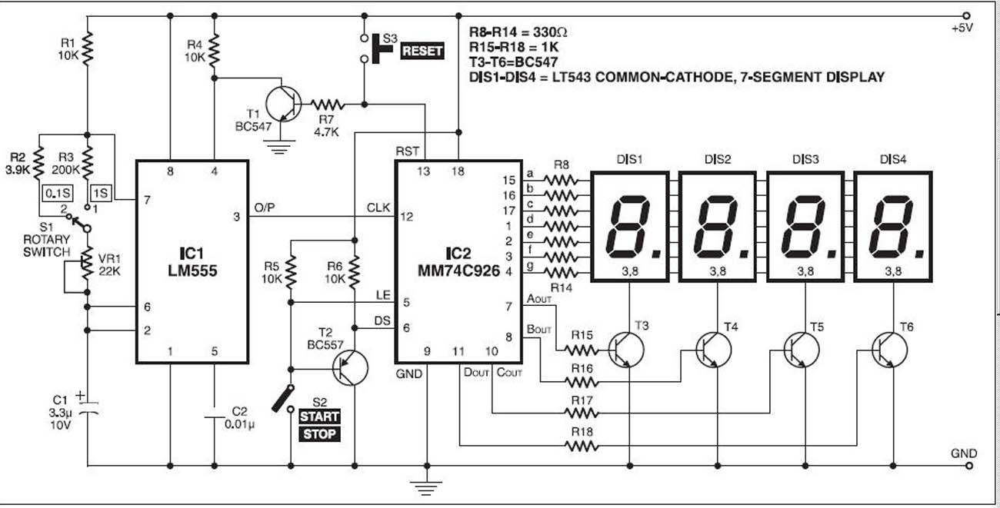 +5V
R8-R14 = 330Ω
R15-R18 = 1K
T3-T6=BC547
DIS1-DIS4 = LT543 COMMON-CATHODE, 7-SEGMENT DISPLAY
R1
10K
R4
10K
S3
RESET
T1
BC547
R7
4.7K
R2
3.9K
R3
200K
0.1S
1S
2
1
S1
ROTARY
SWITCH
VR1
22K
8
4
7
3
O/P
IC1
LM555
6
2
1
5
C1
+
3.3µ
10V
C2
0.01µ
R5
10K
R6
10K
T2
BC557
S2
START
STOP
RST
13
18
CLK
12
IC2
MM74C926
LE
5
DS
6
9
11
10
GND
DOUT
COUT
15
a
16
b
17
c
1
d
2
e
3
f
4
g
R8
R14
7
AOUT
8
BOUT
DIS1
DIS2
DIS3
DIS4
8.
8.
8.
8.
3,8
3,8
3,8
3,8
R15
R16
R17
R18
T3
T4
T5
T6
GND